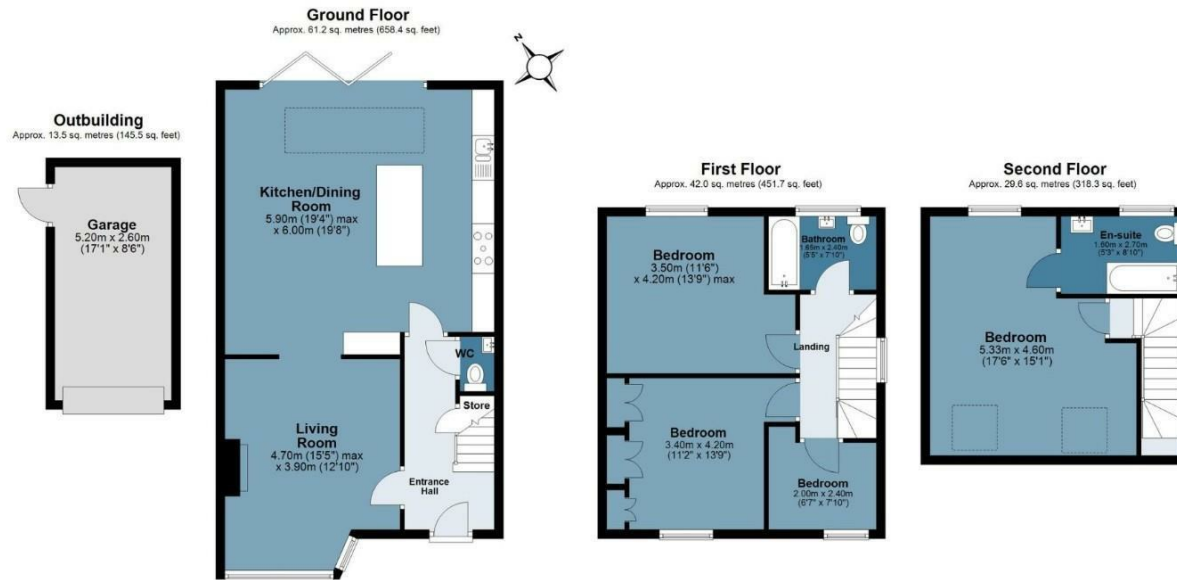 Ground Floor
Approx. 61.2 sq. metres (658.4 sq. feet)
N
Outbuilding
Approx. 13.5 sq. metres (145.5 sq. feet)
Garage
5.20m x 2.60m
(17'1" x 8'6")
Kitchen/Dining
Room
5.90m (19'4") max
x 6.00m (19'8")
WC
Store
Living
Room
4.70m (15'5") max
x 3.90m (12'10")
Entrance
Hall
First Floor
Approx. 42.0 sq. metres (451.7 sq. feet)
Bedroom
3.50m (11'6")
x 4.20m (13'9") max
Bathroom
1.65m x 2.40m
(5'5" x 7'10")
Landing
Bedroom
3.40m x 4.20m
(11'2" x 13'9")
Bedroom
2.00m x 2.40m
(6'7" x 7'10")
Second Floor
Approx. 29.6 sq. metres (318.3 sq. feet)
En-suite
1.60m x 2.70m
(5'3" x 8'10")
Bedroom
5.33m x 4.60m
(17'6" x 15'1")